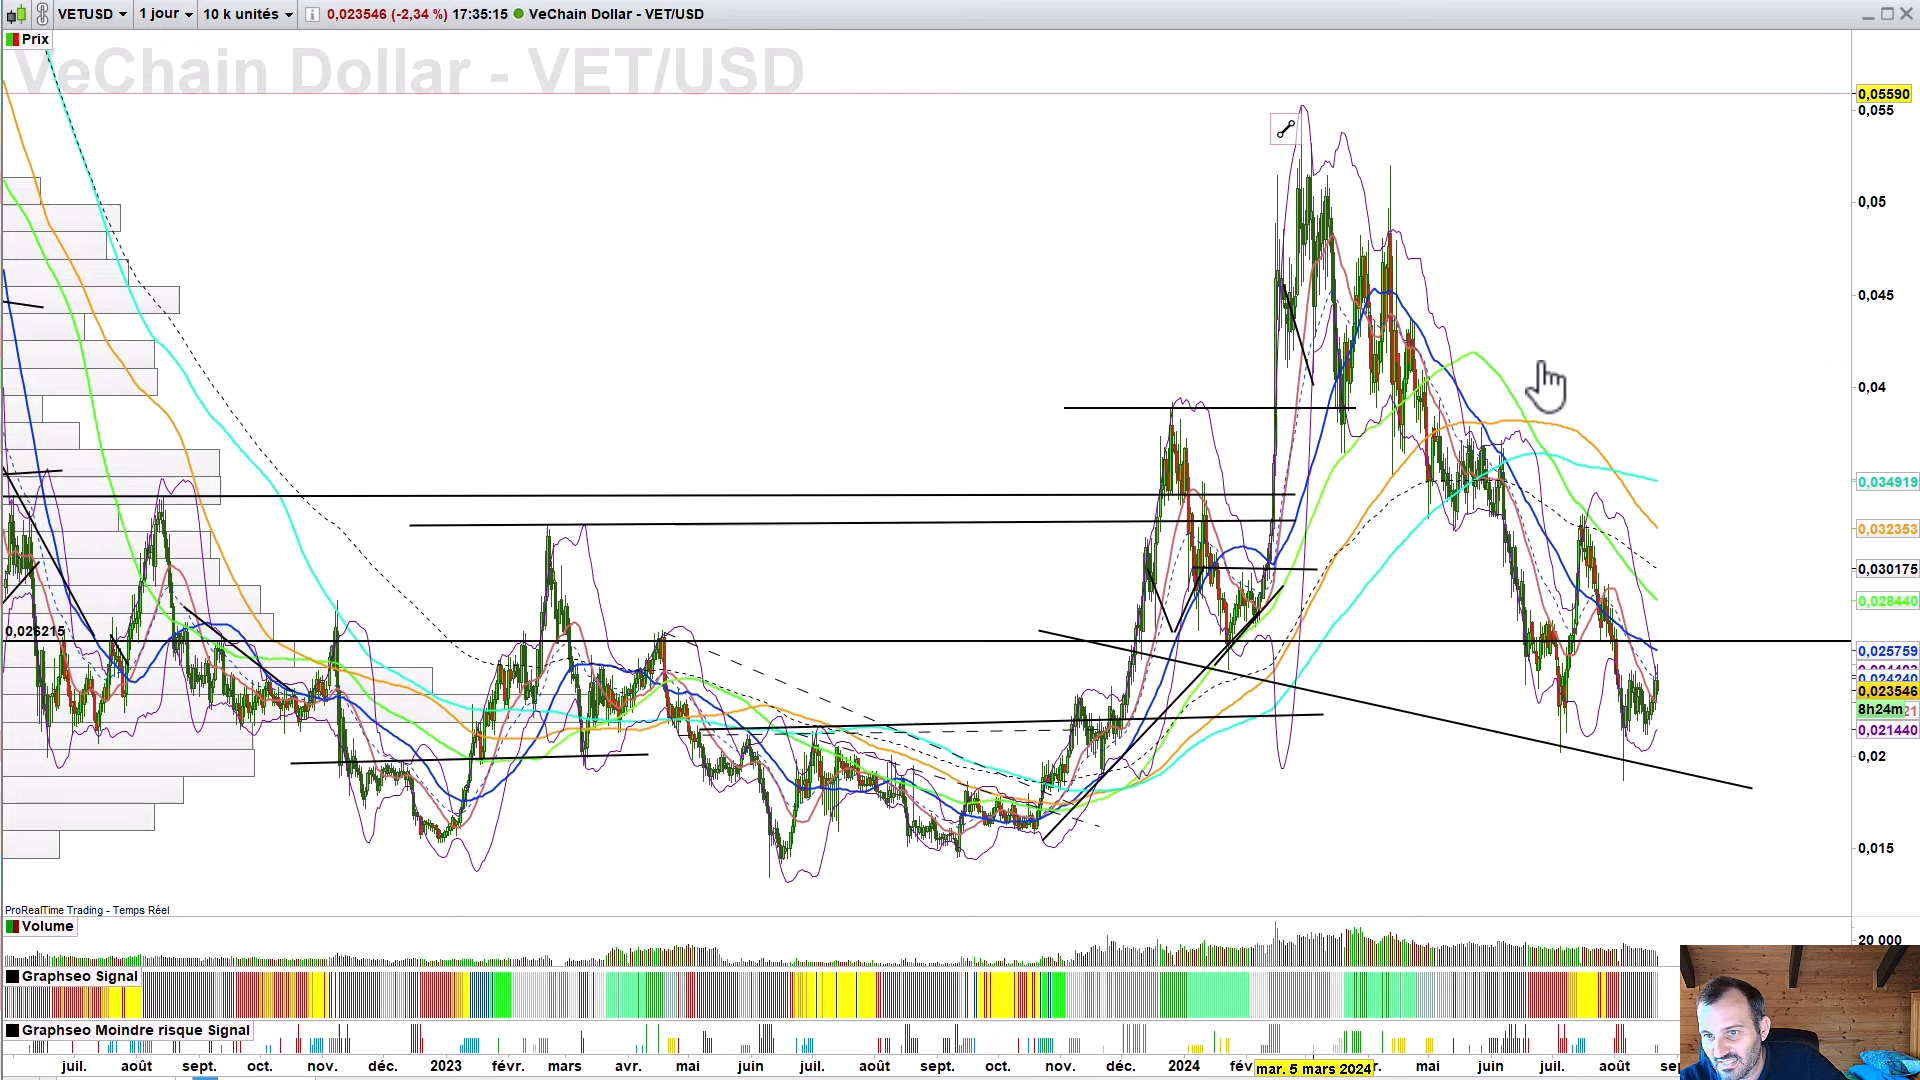 VETUSD 1 jour 10 k unités 0,023546 (-2,34 %) 17:35:15 VeChain Dollar - VET/USD
Prix
VeChain Dollar - VET/USD
0,05590
0,055
0,05
0,045
0,04
0,034919
0,032353
0,030175
0,028440
0,026215
0,025759
0,024240
0,023546
8h24m
21
0,021440
0,02
0,015
ProRealTime Trading - Temps Réel
Volume
20 000
Graphseo Signal
Graphseo Moindre risque Signal
juil. août sept. oct. nov. déc. 2023 févr. mars avr. mai juin juil. août sept. oct. nov. déc. 2024 fév mar. 5 mars 2024 r. mai juin juil. août sep